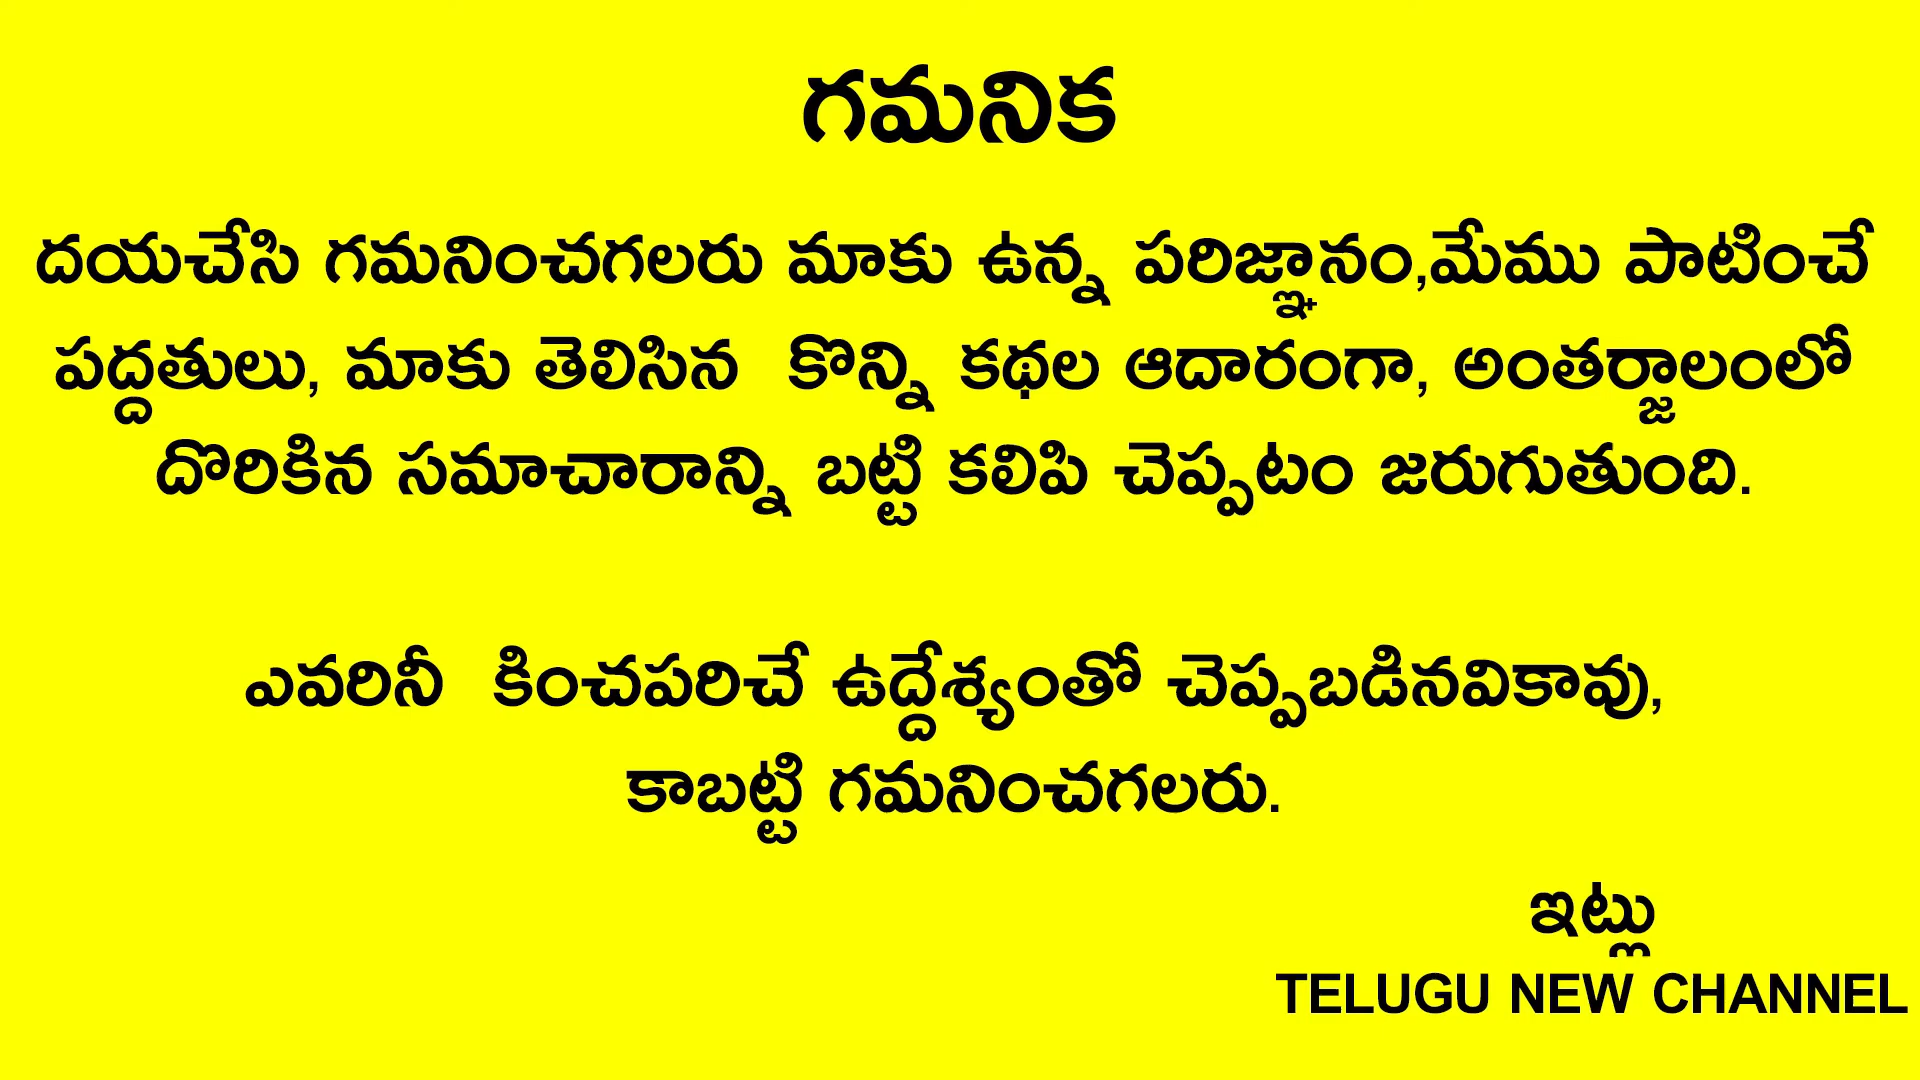 గమనిక
దయచేసి గమనించగలరు మాకు ఉన్న పరిజ్ఞానం,మేము పాటించే
పద్దతులు, మాకు తెలిసిన కొన్ని కథల ఆదారంగా, అంతర్జాలంలో
దొరికిన సమాచారాన్ని బట్టి కలిపి చెప్పటం జరుగుతుంది.
ఎవరినీ కించపరిచే ఉద్దేశ్యంతో చెప్పబడినవికావు,
కాబట్టి గమనించగలరు.
ఇట్లు
TELUGU NEW CHANNEL